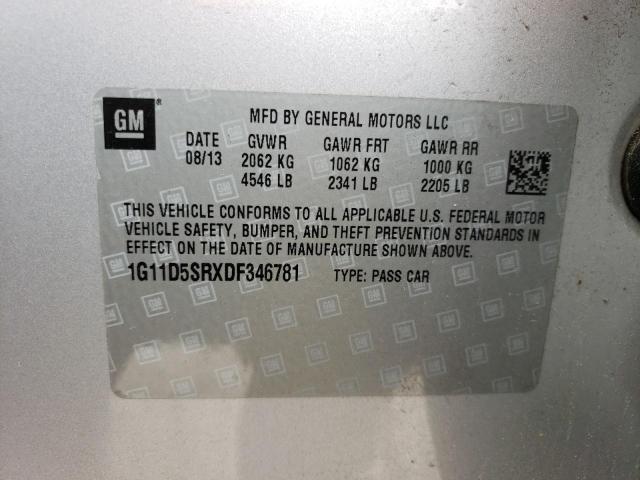 GM
MFD BY GENERAL MOTORS LLC
DATE GVWR GAWR FRT GAWR RR
08/13 2062 KG 1062 KG 1000 KG
4546 LB 2341 LB 2205 LB
THIS VEHICLE CONFORMS TO ALL APPLICABLE U.S. FEDERAL MOTOR
VEHICLE SAFETY, BUMPER, AND THEFT PREVENTION STANDARDS IN
EFFECT ON THE DATE OF MANUFACTURE SHOWN ABOVE.
1G11D5SRXDF346781 TYPE: PASS CAR